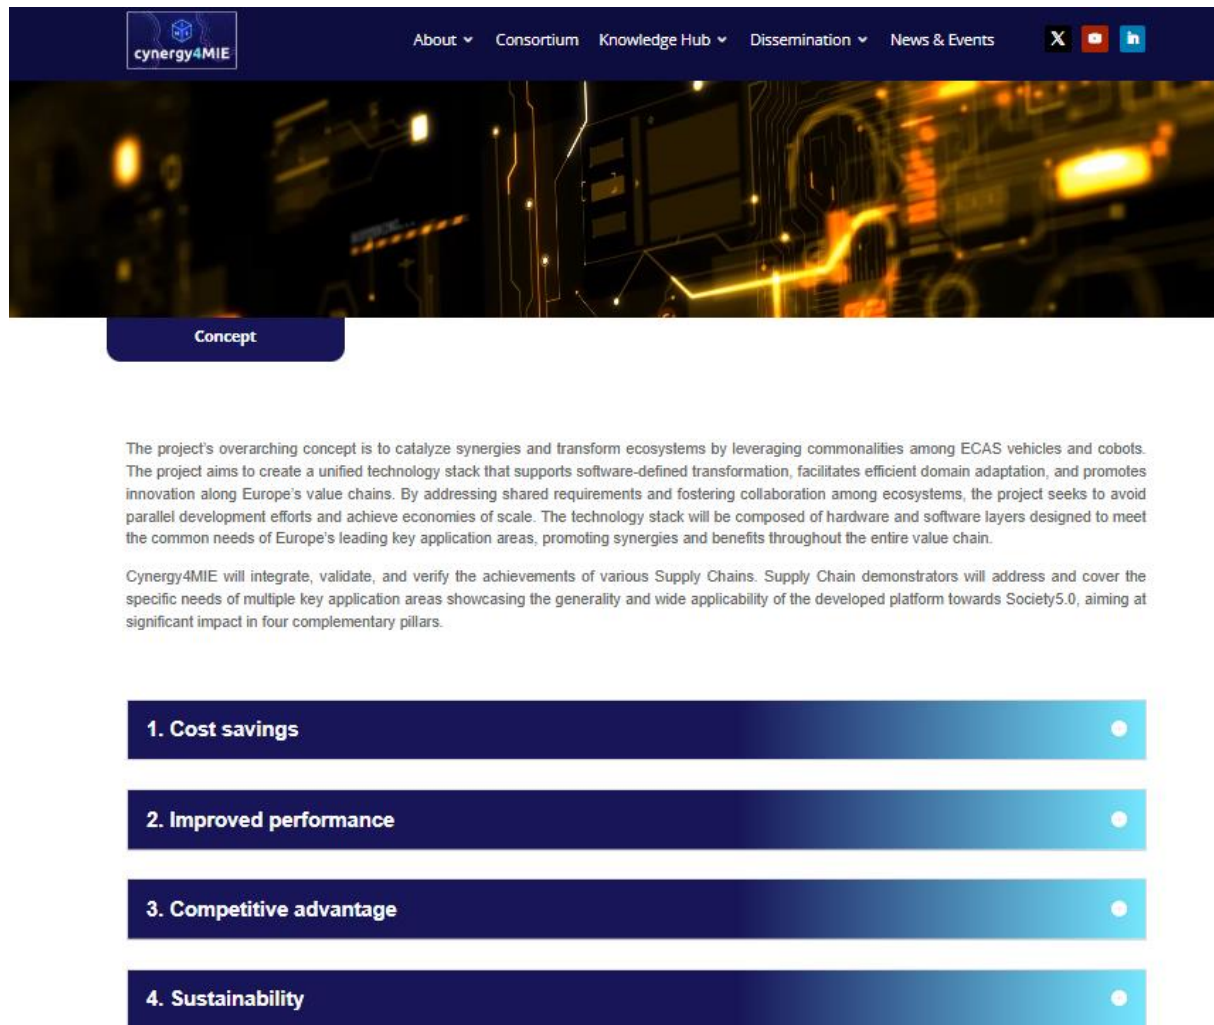 cynergy4MIE
About Consortium Knowledge Hub Dissemination News & Events
Concept
The project's overarching concept is to catalyze synergies and transform ecosystems by leveraging commonalities among ECAS vehicles and cobots.
The project aims to create a unified technology stack that supports software-defined transformation, facilitates efficient domain adaptation, and promotes
innovation along Europe's value chains. By addressing shared requirements and fostering collaboration among ecosystems, the project seeks to avoid
parallel development efforts and achieve economies of scale. The technology stack will be composed of hardware and software layers designed to meet
the common needs of Europe's leading key application areas, promoting synergies and benefits throughout the entire value chain.
Cynergy4MIE will integrate, validate, and verify the achievements of various Supply Chains. Supply Chain demonstrators will address and cover the
specific needs of multiple key application areas showcasing the generality and wide applicability of the developed platform towards Society5.0, aiming at
significant impact in four complementary pillars.
1. Cost savings
2. Improved performance
3. Competitive advantage
4. Sustainability